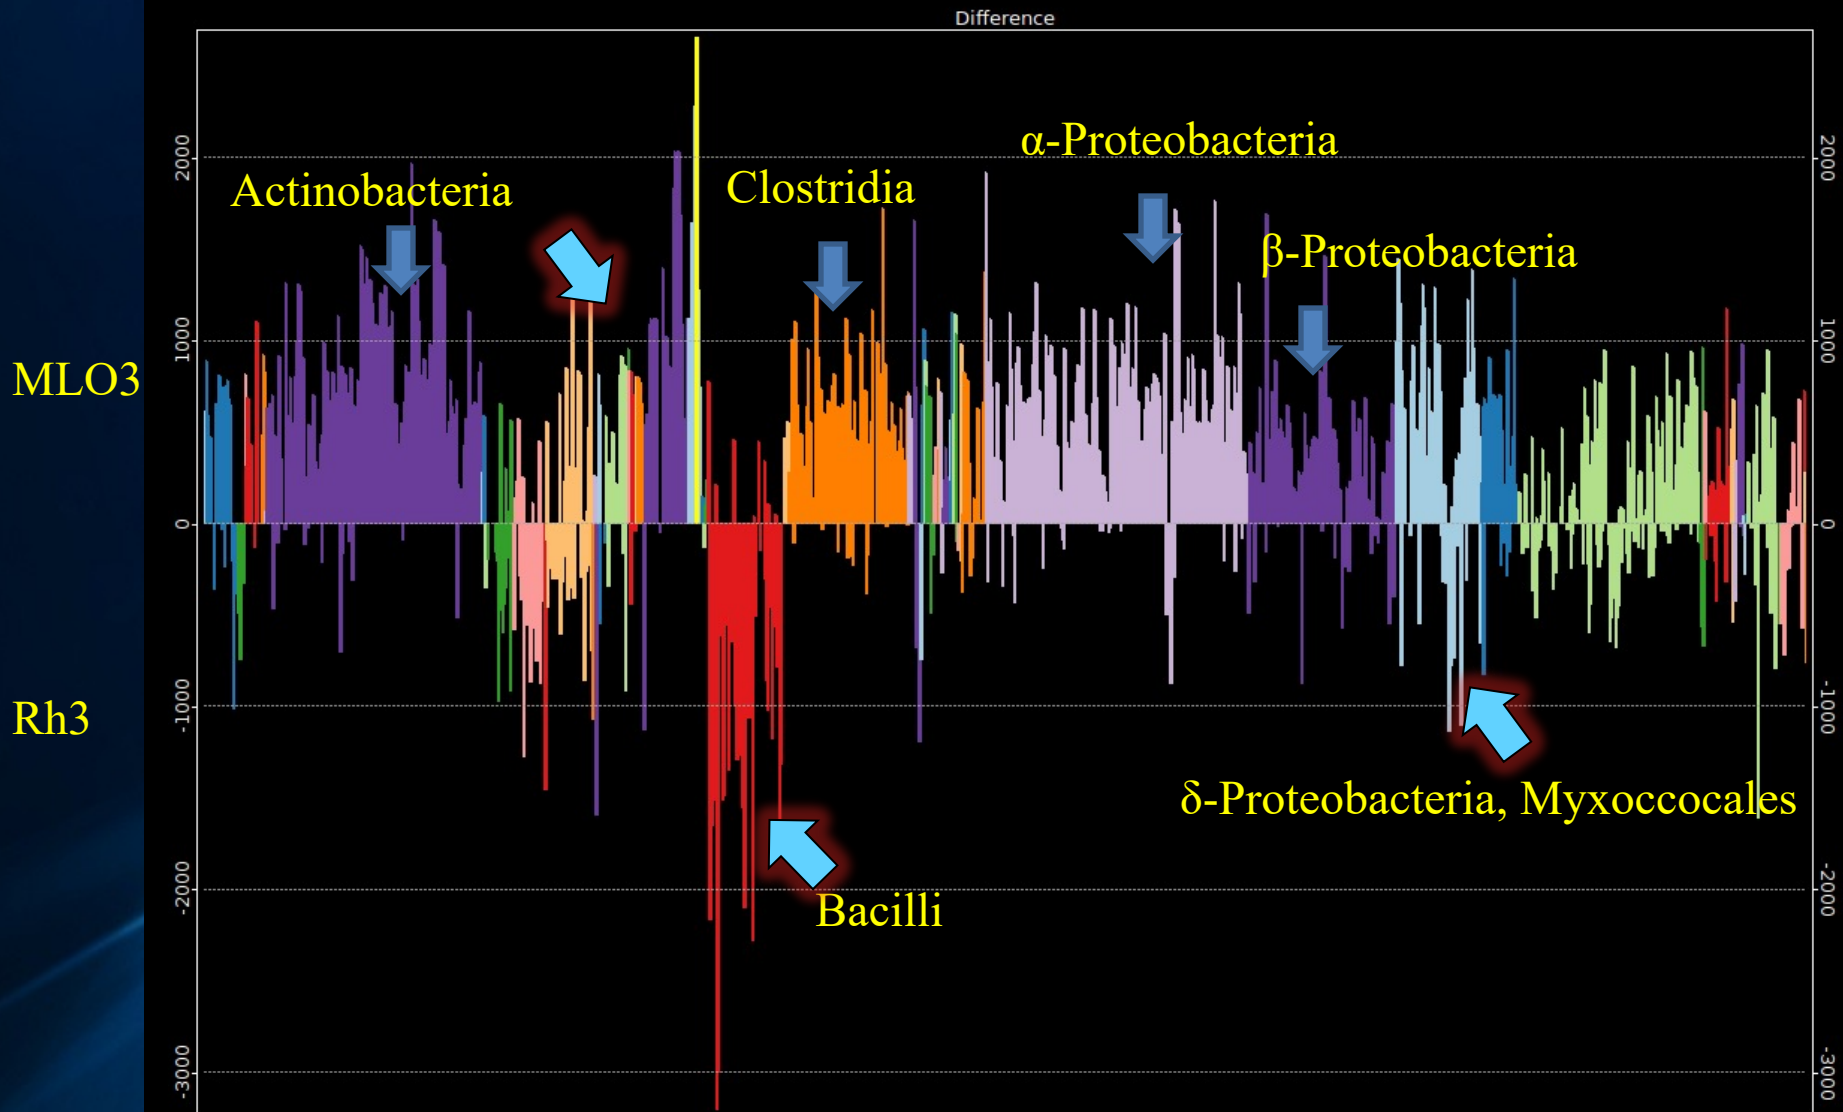 Difference
2000
2000
α-Proteobacteria
Actinobacteria
Clostridia
β-Proteobacteria
1000
1000
MLO3
0
0
Rh3
-1000
-1000
δ-Proteobacteria, Myxoccocales
-2000
-2000
Bacilli
-3000
-3000